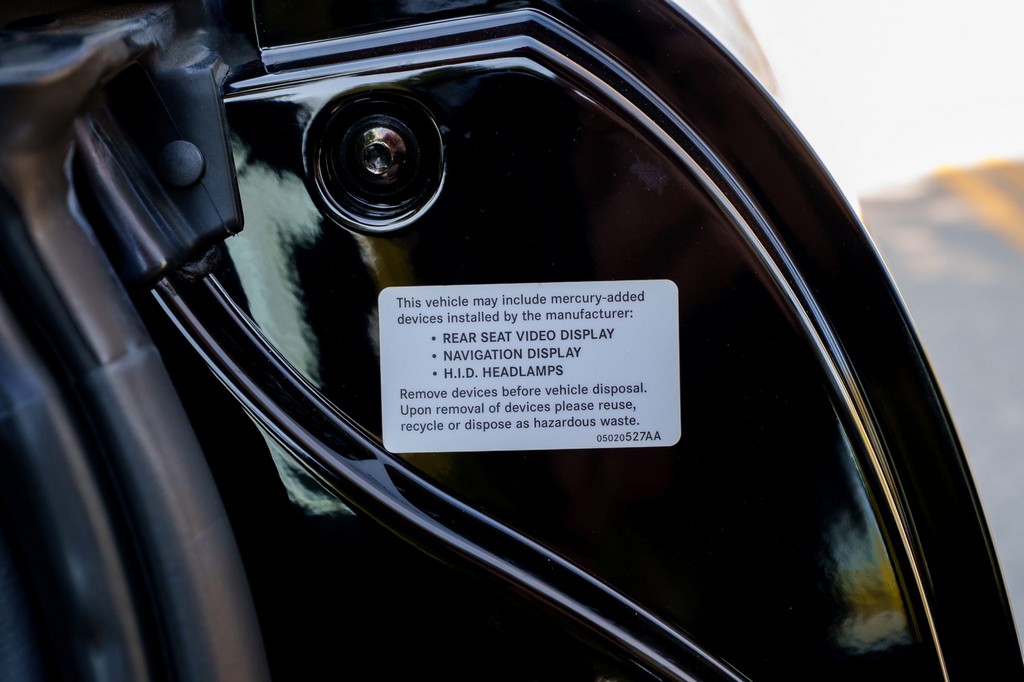 This vehicle may include mercury-added
devices installed by the manufacturer:
• REAR SEAT VIDEO DISPLAY
• NAVIGATION DISPLAY
• H.I.D. HEADLAMPS
Remove devices before vehicle disposal.
Upon removal of devices please reuse,
recycle or dispose as hazardous waste.
05020527AA